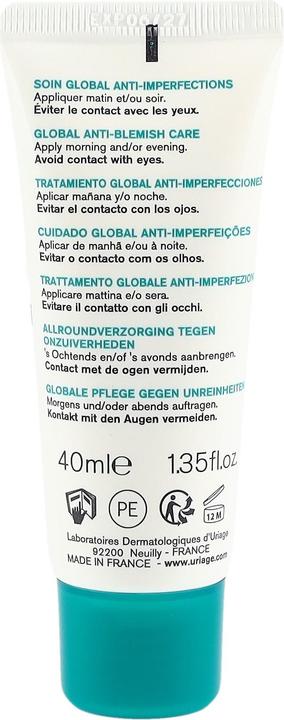 EXP06/27
SOIN GLOBAL ANTI-IMPERFECTIONS
Appliquer matin et/ou soir.
Éviter le contact avec les yeux.
GLOBAL ANTI-BLEMISH CARE
Apply morning and/or evening.
Avoid contact with eyes.
TRATAMIENTO GLOBAL ANTI-IMPERFECCIONES
Aplicar mañana y/o noche.
Evitar el contacto con los ojos.
CUIDADO GLOBAL ANTI-IMPERFEIÇÕES
Aplicar de manhã e/ou à noite.
Evitar o contacto com os olhos.
TRATTAMENTO GLOBALE ANTI-IMPERFEZION
Applicare mattina e/o sera.
Evitare il contatto con gli occhi.
ALLROUNDVERZORGING TEGEN
ONZUIVERHEDEN
's Ochtends en/of 's avonds aanbrengen.
Contact met de ogen vermijden.
GLOBALE PFLEGE GEGEN UNREINHEITEN
Morgens und/oder abends auftragen.
Kontakt mit den Augen vermeiden.
40ml℮ 1.35fl.oz.
PE 12 M
Laboratoires Dermatologiques d'Uriage
92200 Neuilly - FRANCE
MADE IN FRANCE - www.uriage.com